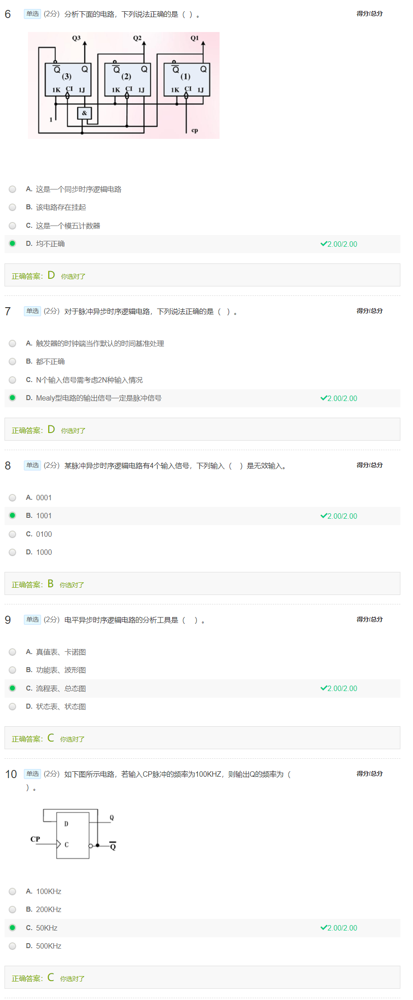 6 单选 (2分) 分析下面的电路，下列说法正确的是（ ）。 得分/总分
Q3 Q2 Q1
Q Q Q Q Q Q
(3) (2) (1)
1K CI 1J 1K CI 1J 1K CI 1J
&
1
cp
A. 这是一个同步时序逻辑电路
B. 该电路存在挂起
C. 这是一个模五计数器
D. 均不正确 2.00/2.00
正确答案：D 你选对了
7 单选 (2分) 对于脉冲异步时序逻辑电路，下列说法正确的是（ ）。 得分/总分
A. 触发器的时钟端当作默认的时间基准处理
B. 都不正确
C. N个输入信号需考虑2N种输入情况
D. Mealy型电路的输出信号一定是脉冲信号 2.00/2.00
正确答案：D 你选对了
8 单选 (2分) 某脉冲异步时序逻辑电路有4个输入信号，下列输入（ ）是无效输入。 得分/总分
A. 0001
B. 1001 2.00/2.00
C. 0100
D. 1000
正确答案：B 你选对了
9 单选 (2分) 电平异步时序逻辑电路的分析工具是（ ）。 得分/总分
A. 真值表、卡诺图
B. 功能表、波形图
C. 流程表、总态图 2.00/2.00
D. 状态表、状态图
正确答案：C 你选对了
10 单选 (2分) 如下图所示电路，若输入CP脉冲的频率为100KHZ，则输出Q的频率为（ 得分/总分
）。
Q
D
CP
C Q
A. 100KHz
B. 200KHz
C. 50KHz 2.00/2.00
D. 500KHz
正确答案：C 你选对了